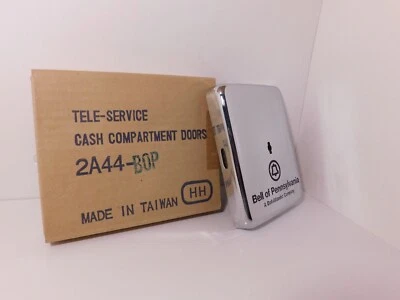 TELE-SERVICE
CASH COMPARTMENT DOORS
2A44-BOP
HH
MADE IN TAIWAN
Bell of Pennsylvania
A Bell Atlantic Company